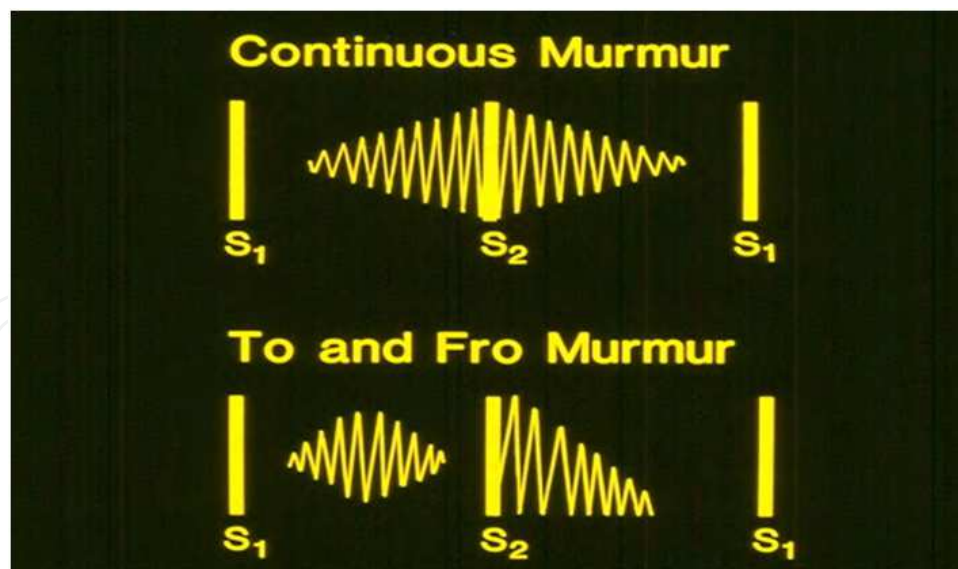 Continuous Murmur
S₁ S₂ S₁
To and Fro Murmur
S₁ S₂ S₁